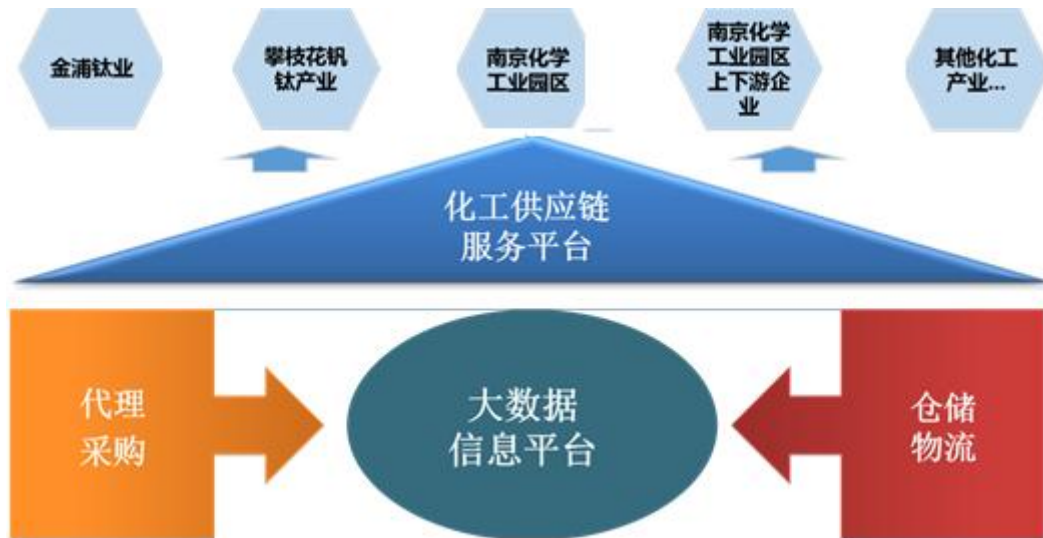 金浦钛业
攀枝花钒
钛产业
南京化学
工业园区
南京化学
工业园区
上下游企
业
其他化工
产业...
化工供应链
服务平台
代理
采购
大数据
信息平台
仓储
物流